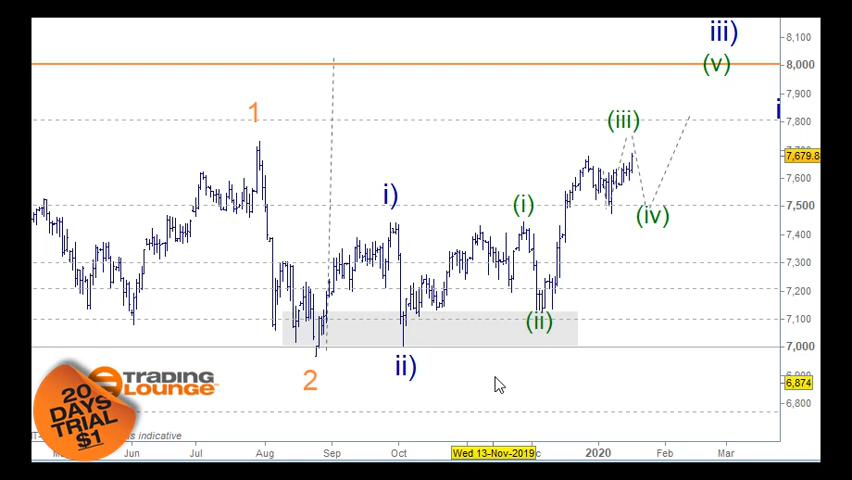 iii)
8,100
(v)
8,000
7,900
1
(iii)
7,800
7,679.8
i)
7,600
(i)
(iv)
7,500
7,400
7,300
7,200
7,100
(ii)
7,000
ii)
2
6,874
6,800
TRADING
LOUNGE
20
DAYS
TRIAL
$1
is indicative
Jun
Jul
Aug
Sep
Oct
Wed 13-Nov-2019
2020
Feb
Mar